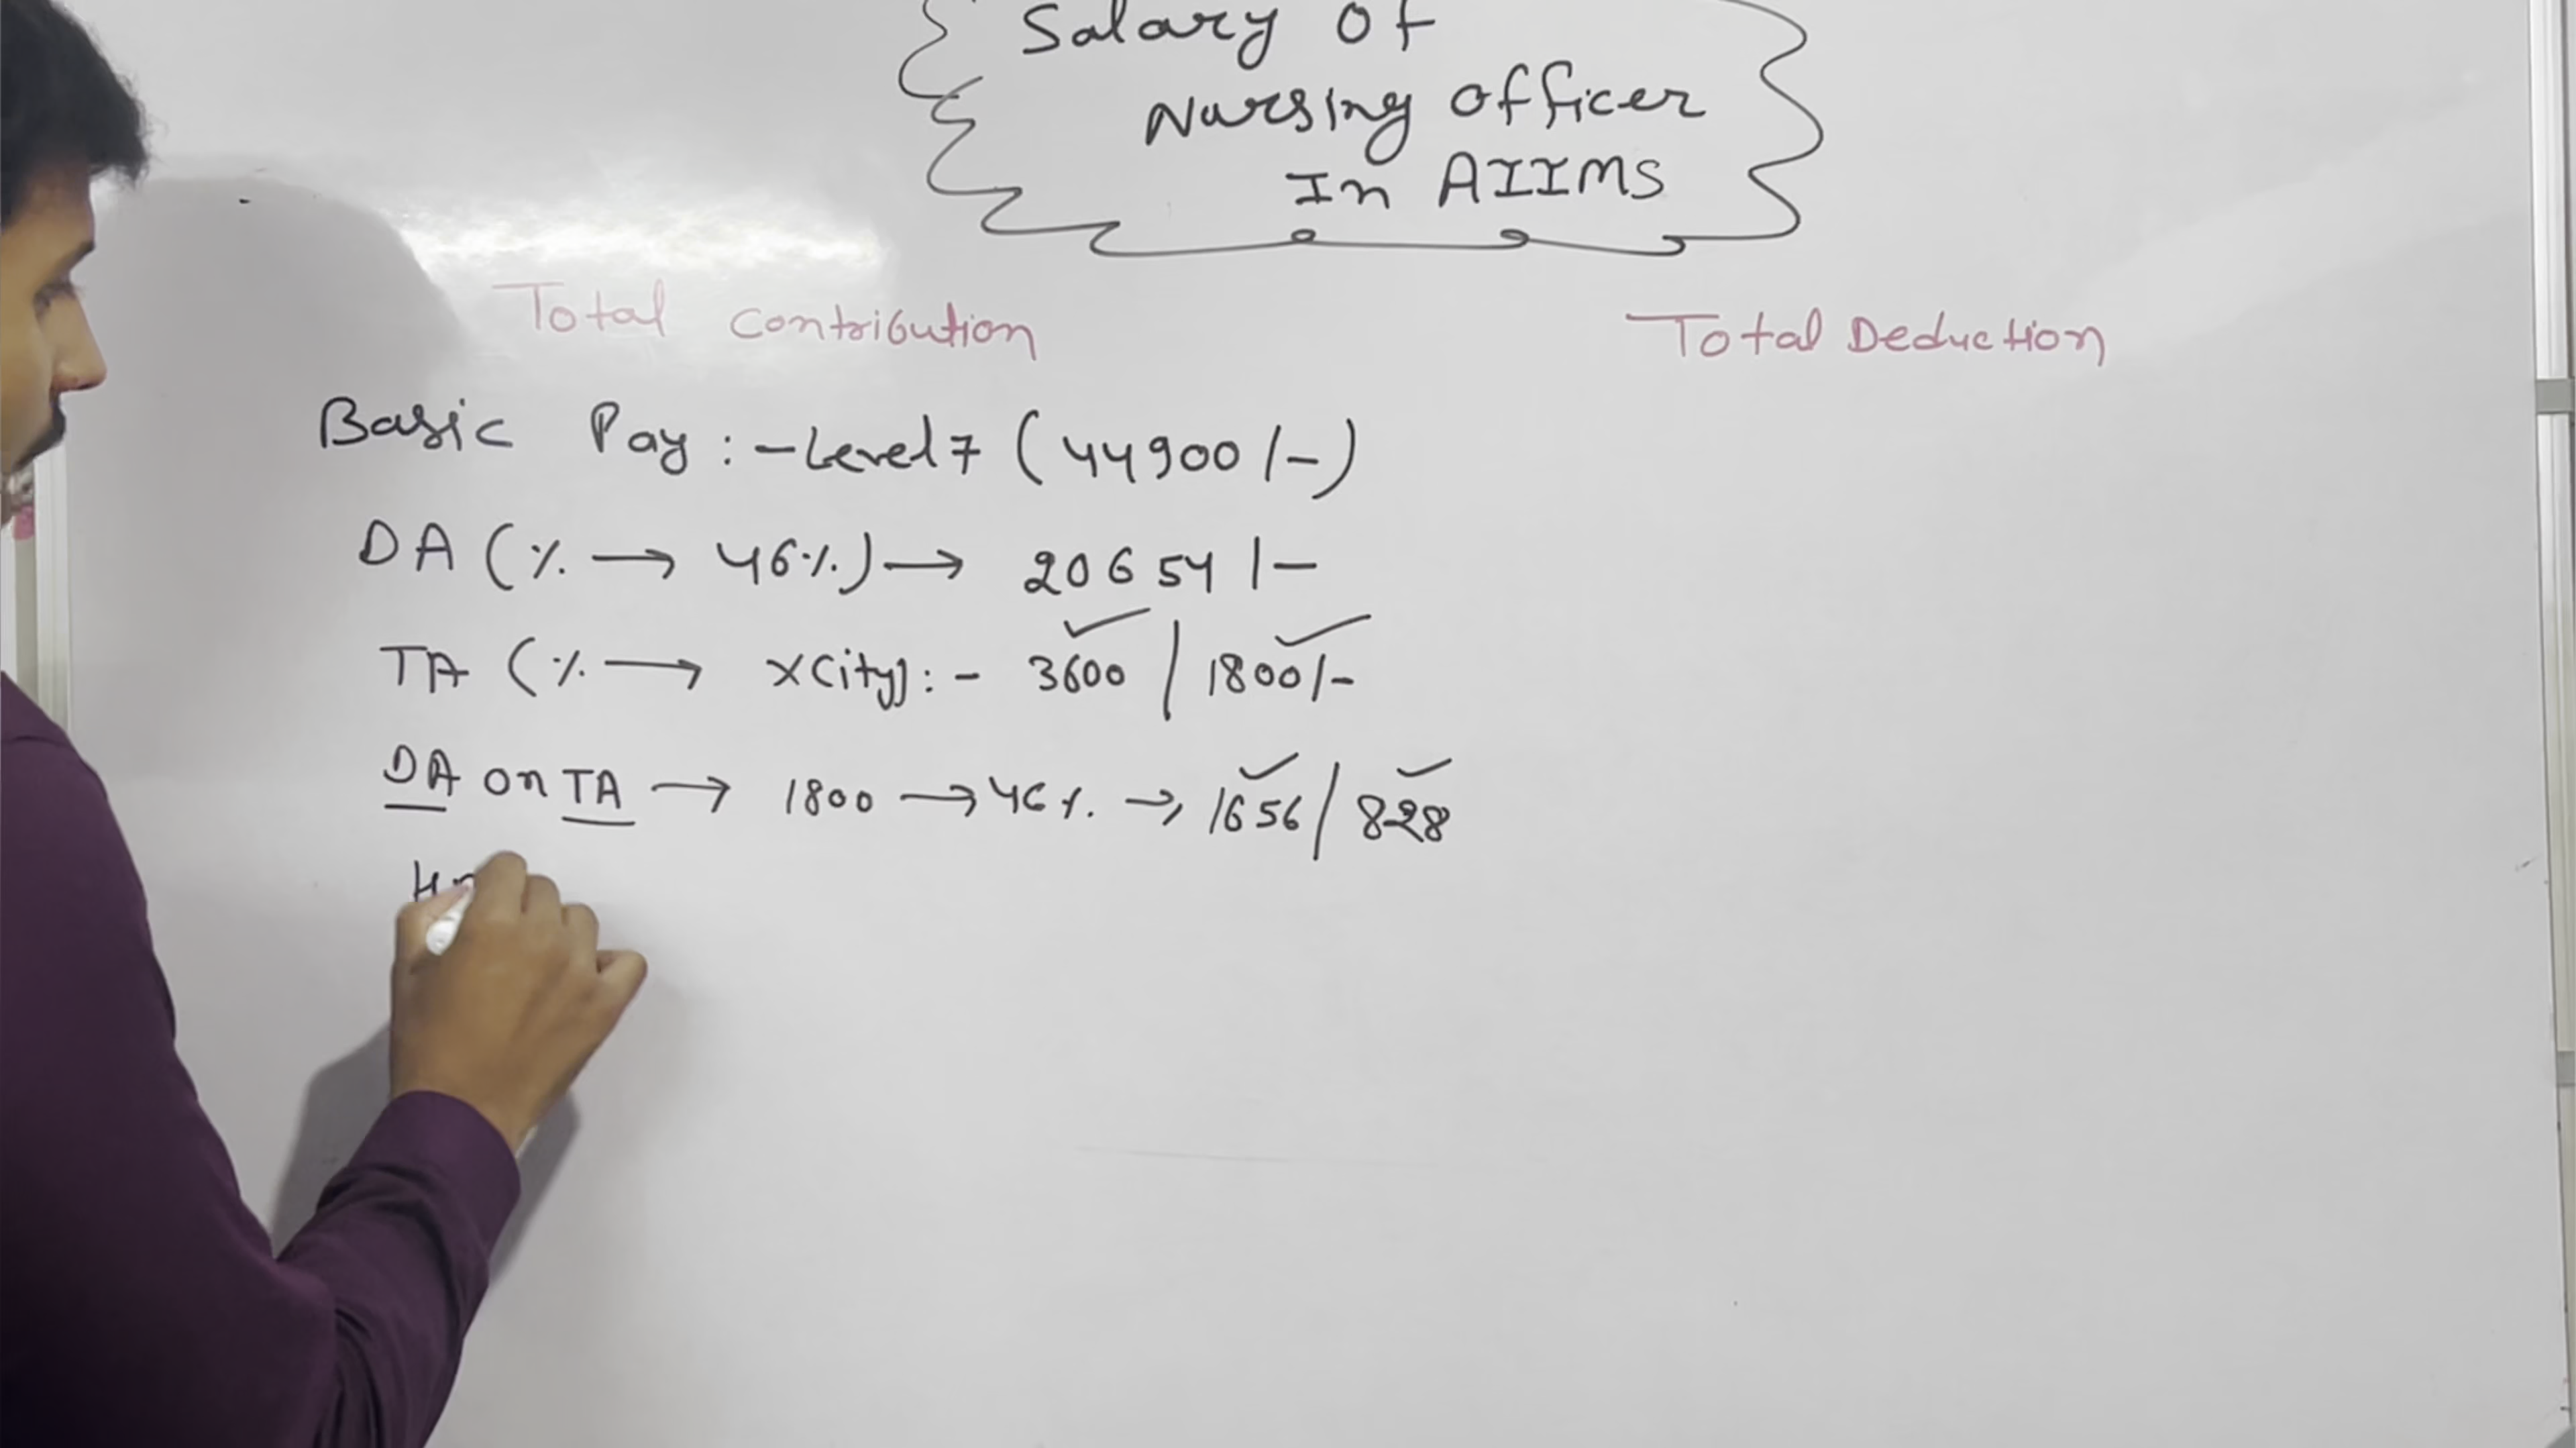 Salary Of
Nursing Officer
In AIIMS
Total Contribution
Total Deduction
Basic Pay :- Level 7 (44900/-)
DA (% → 46%) → 20654/-
TA (% → X City) :- 3600 / 1800/-
DA on TA → 1800 → 46% → 1656 / 828